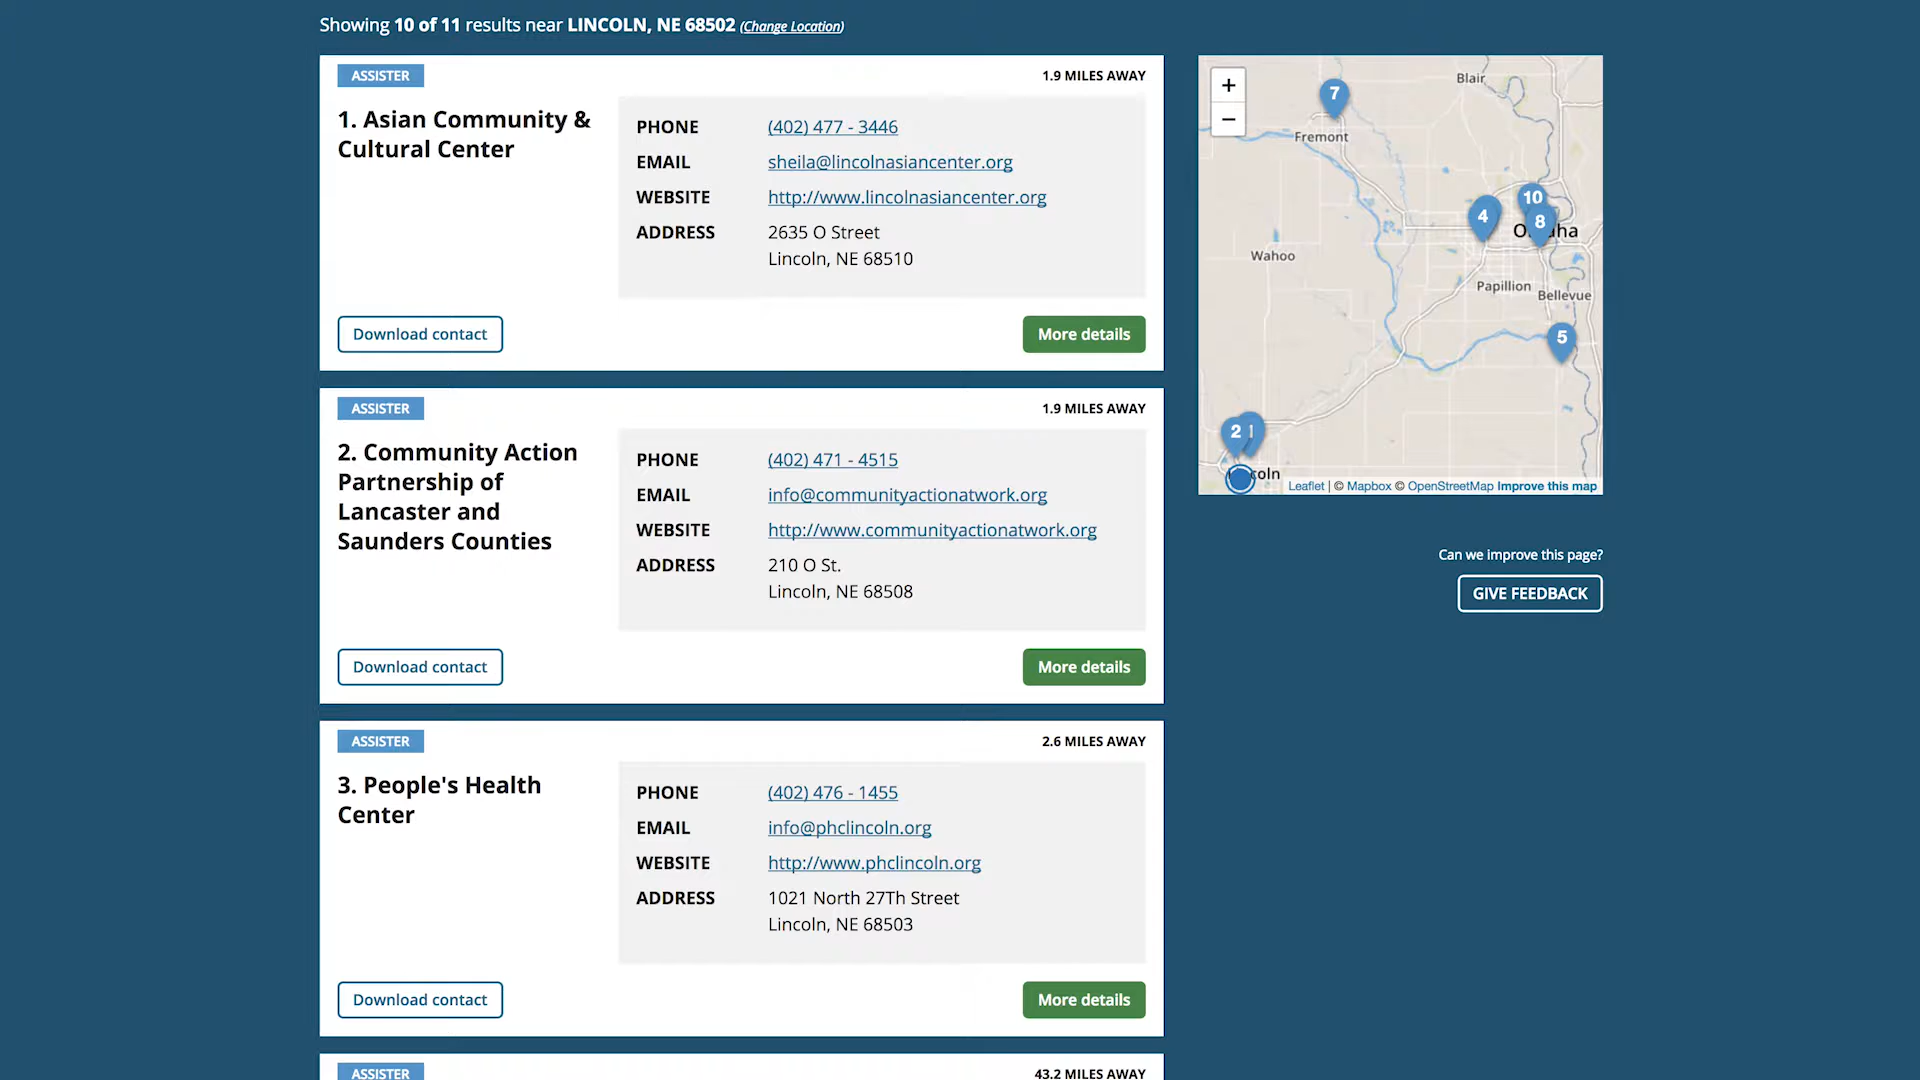 Showing 10 of 11 results near LINCOLN, NE 68502 (Change Location)
ASSISTER
1.9 MILES AWAY
1. Asian Community &
Cultural Center
PHONE (402) 477 - 3446
EMAIL sheila@lincolnasiancenter.org
WEBSITE http://www.lincolnasiancenter.org
ADDRESS 2635 O Street
Lincoln, NE 68510
Download contact
More details
ASSISTER
1.9 MILES AWAY
2. Community Action
Partnership of
Lancaster and
Saunders Counties
PHONE (402) 471 - 4515
EMAIL info@communityactionatwork.org
WEBSITE http://www.communityactionatwork.org
ADDRESS 210 O St.
Lincoln, NE 68508
Download contact
More details
ASSISTER
2.6 MILES AWAY
3. People's Health
Center
PHONE (402) 476 - 1455
EMAIL info@phclincoln.org
WEBSITE http://www.phclincoln.org
ADDRESS 1021 North 27Th Street
Lincoln, NE 68503
Download contact
More details
ASSISTER
43.2 MILES AWAY
+
−
Blair
7
Fremont
10
4
8
Wahoo
Papillion
Bellevue
5
2
Leaflet | © Mapbox © OpenStreetMap Improve this map
Can we improve this page?
GIVE FEEDBACK